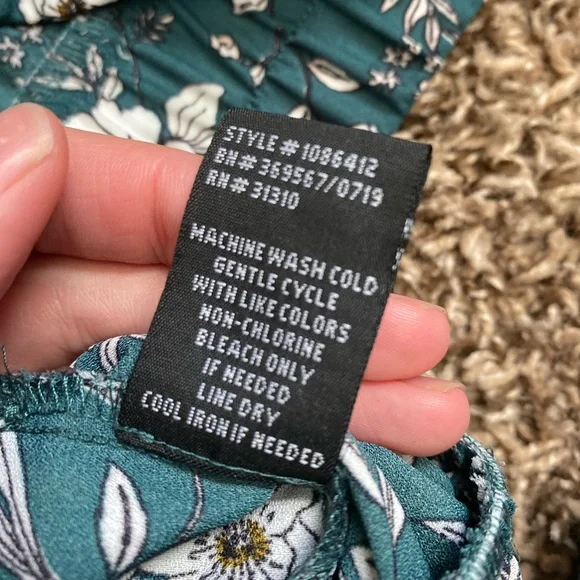 STYLE # 1086412
BN# 369567/0719
RN# 31310
MACHINE WASH COLD
GENTLE CYCLE
WITH LIKE COLORS
NON-CHLORINE
BLEACH ONLY
IF NEEDED
LINE DRY
COOL IRON IF NEEDED